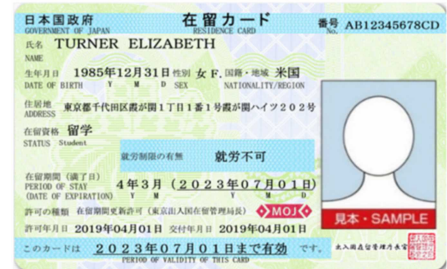 日本国政府 在留カード 番号 AB12345678CD
GOVERNMENT OF JAPAN RESIDENCE CARD No.
氏名 TURNER ELIZABETH
NAME
生年月日 1985年12月31日 性別 女 F. 国籍・地域 米国
DATE OF BIRTH Y M D SEX NATIONALITY/REGION
住居地 東京都千代田区霞が関1丁目1番1号霞が関ハイツ202号
ADDRESS
在留資格 留学
STATUS Student
就労制限の有無 就労不可
在留期間(満了日) 4年3月(2023年07月01日)
PERIOD OF STAY
(DATE OF EXPIRATION) Y M Y M D
許可の種類 在留期間更新許可(東京出入国在留管理局長) MOJ
許可年月日 2019年04月01日 交付年月日 2019年04月01日
見本・SAMPLE
このカードは 2023年07月01日まで有効 です。
PERIOD OF VALIDITY OF THIS CARD
出入国在留管理庁長官